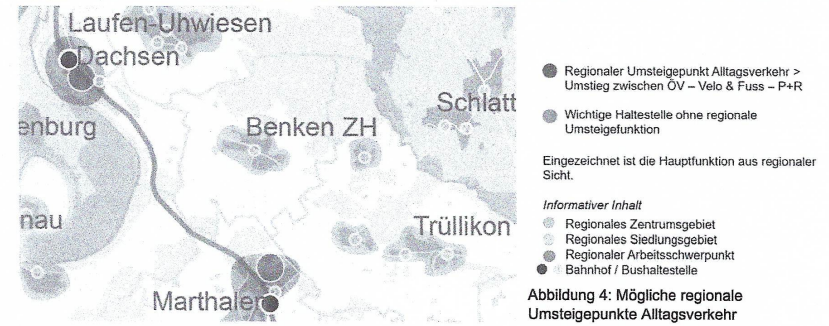 Laufen-Uhwiesen
Dachsen
Schlatt
enburg
Benken ZH
nau
Trüllikon
Marthalen
Regionaler Umsteigepunkt Alltagsverkehr >
Umstieg zwischen ÖV – Velo & Fuss – P+R
Wichtige Haltestelle ohne regionale
Umsteigefunktion
Eingezeichnet ist die Hauptfunktion aus regionaler
Sicht.
Informativer Inhalt
Regionales Zentrumsgebiet
Regionales Siedlungsgebiet
Regionaler Arbeitsschwerpunkt
Bahnhof / Bushaltestelle
Abbildung 4: Mögliche regionale
Umsteigepunkte Alltagsverkehr